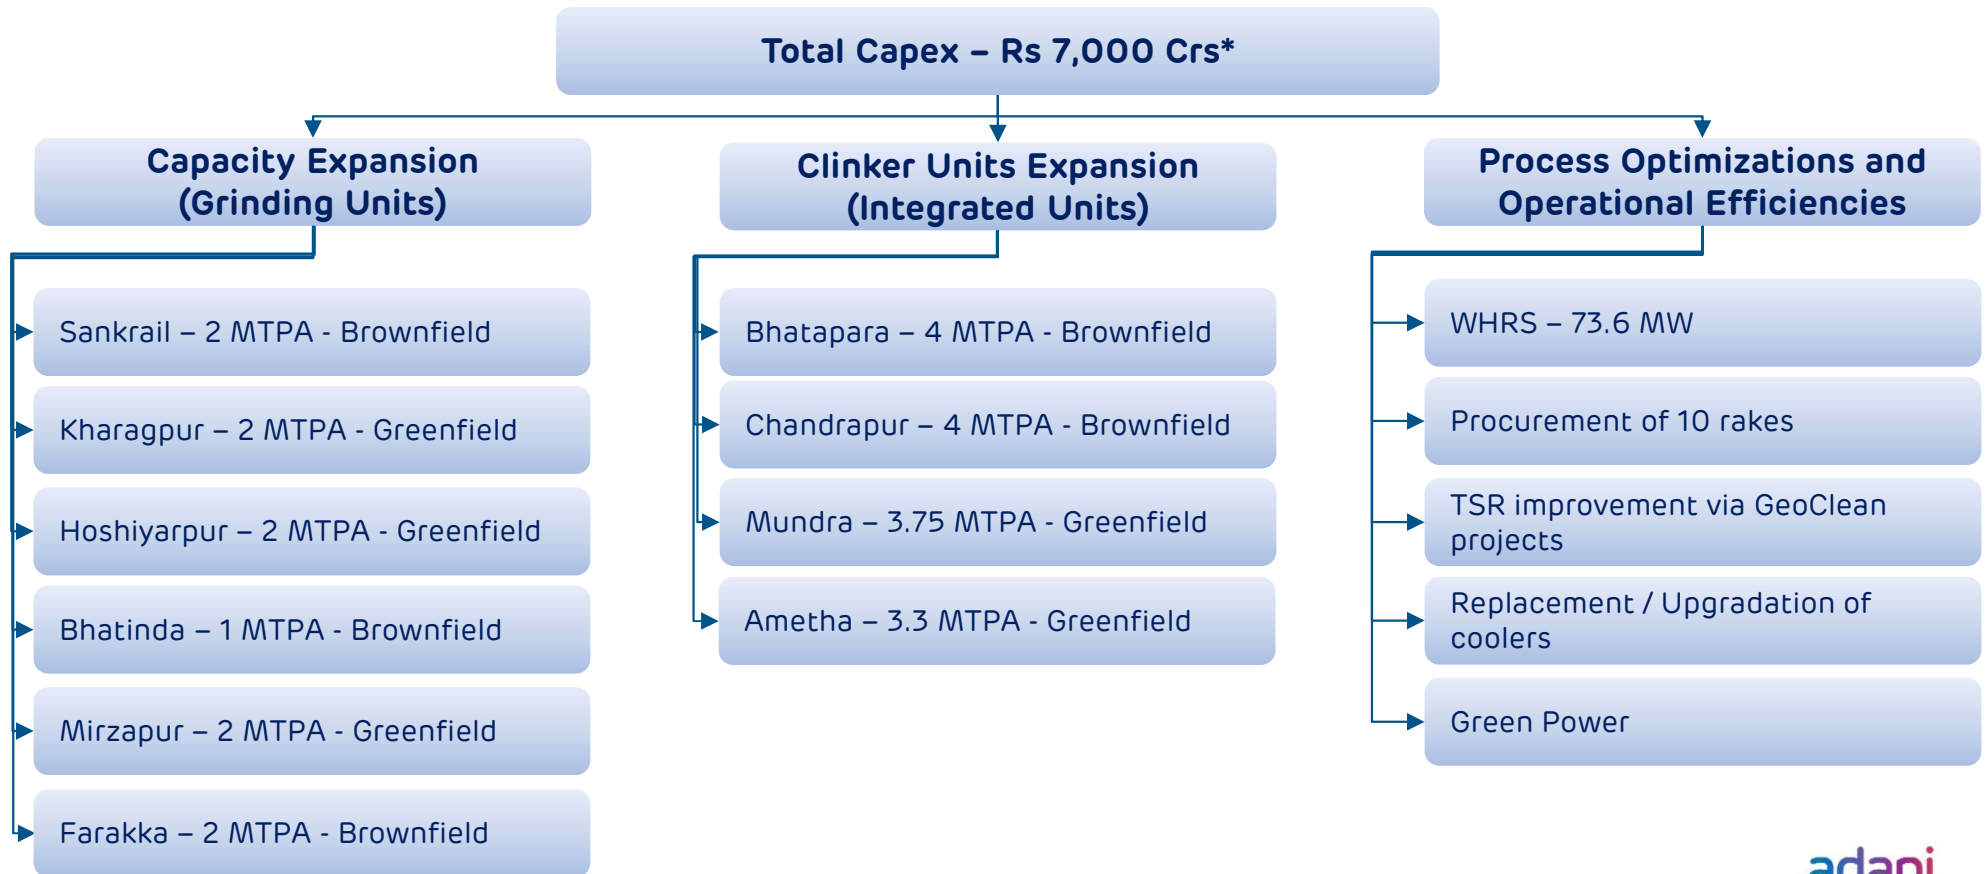 Total Capex – Rs 7,000 Crs*
Capacity Expansion
(Grinding Units)
Sankrail – 2 MTPA - Brownfield
Kharagpur – 2 MTPA - Greenfield
Hoshiyarpur – 2 MTPA - Greenfield
Bhatinda – 1 MTPA - Brownfield
Mirzapur – 2 MTPA - Greenfield
Farakka – 2 MTPA - Brownfield
Clinker Units Expansion
(Integrated Units)
Bhatapara – 4 MTPA - Brownfield
Chandrapur – 4 MTPA - Brownfield
Mundra – 3.75 MTPA - Greenfield
Ametha – 3.3 MTPA - Greenfield
Process Optimizations and
Operational Efficiencies
WHRS – 73.6 MW
Procurement of 10 rakes
TSR improvement via GeoClean
projects
Replacement / Upgradation of
coolers
Green Power
adani